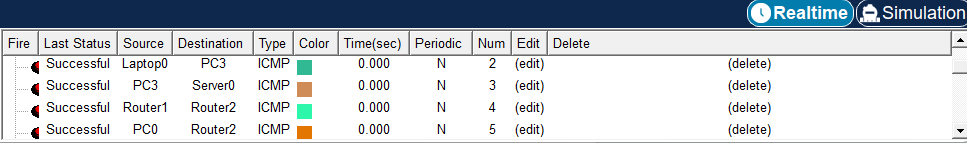 Realtime Simulation
Fire Last Status Source Destination Type Color Time(sec) Periodic Num Edit Delete
Successful Laptop0 PC3 ICMP 0.000 N 2 (edit) (delete)
Successful PC3 Server0 ICMP 0.000 N 3 (edit) (delete)
Successful Router1 Router2 ICMP 0.000 N 4 (edit) (delete)
Successful PC0 Router2 ICMP 0.000 N 5 (edit) (delete)